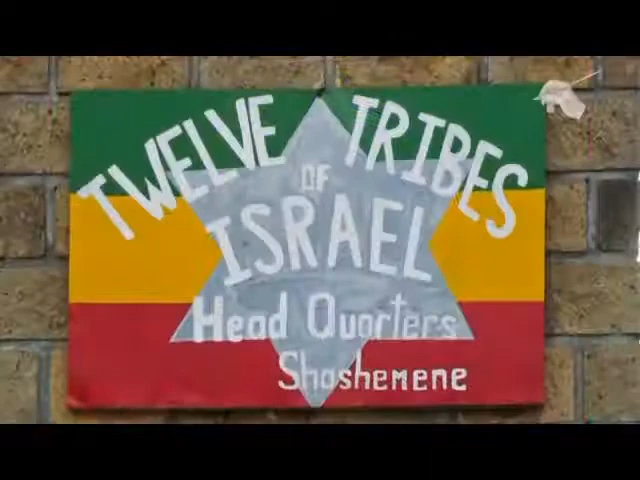 TWELVE TRIBES
OF
ISRAEL
Head Quarters
Shashemene